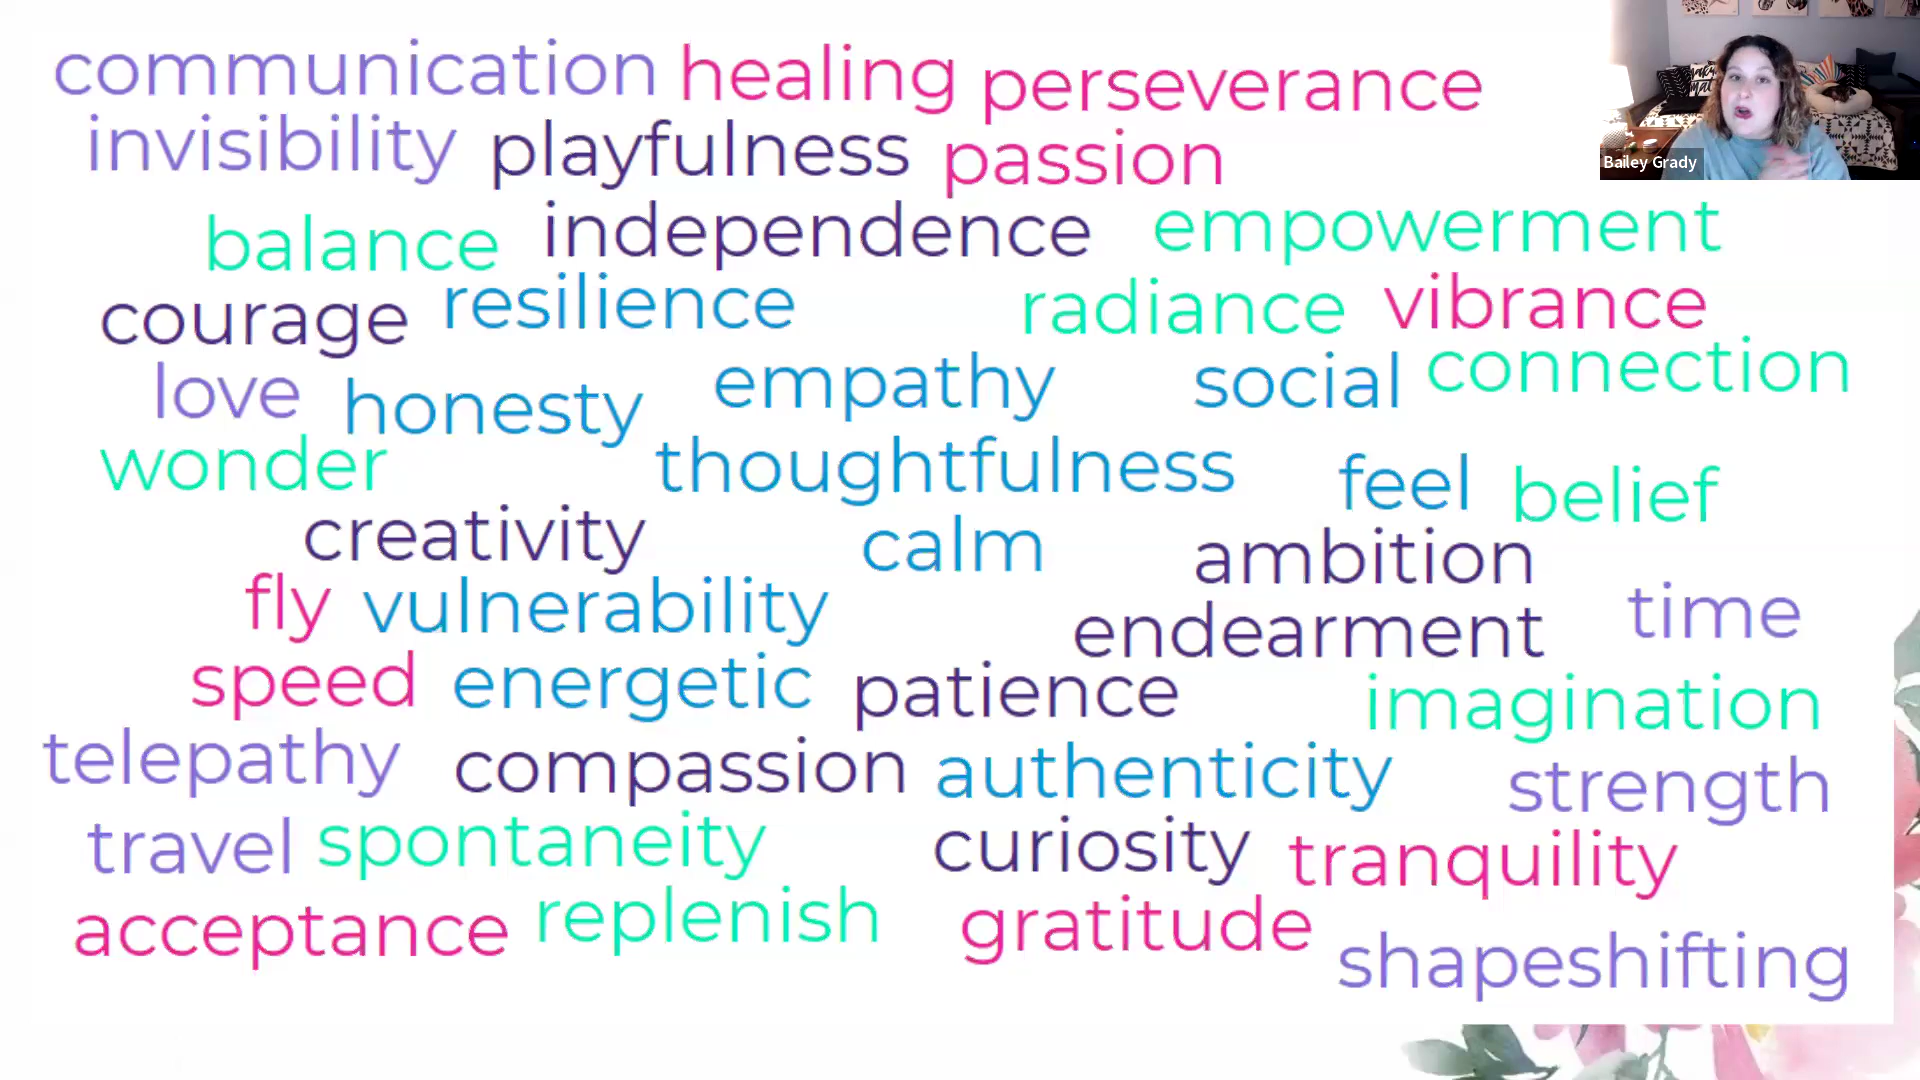 communication healing perseverance
Bailey Grady
invisibility playfulness passion
balance independence empowerment
courage resilience radiance vibrance
love honesty empathy social connection
wonder thoughtfulness feel belief
creativity calm ambition
fly vulnerability endearment time
speed energetic patience imagination
telepathy compassion authenticity strength
travel spontaneity curiosity tranquility
acceptance replenish gratitude shapeshifting